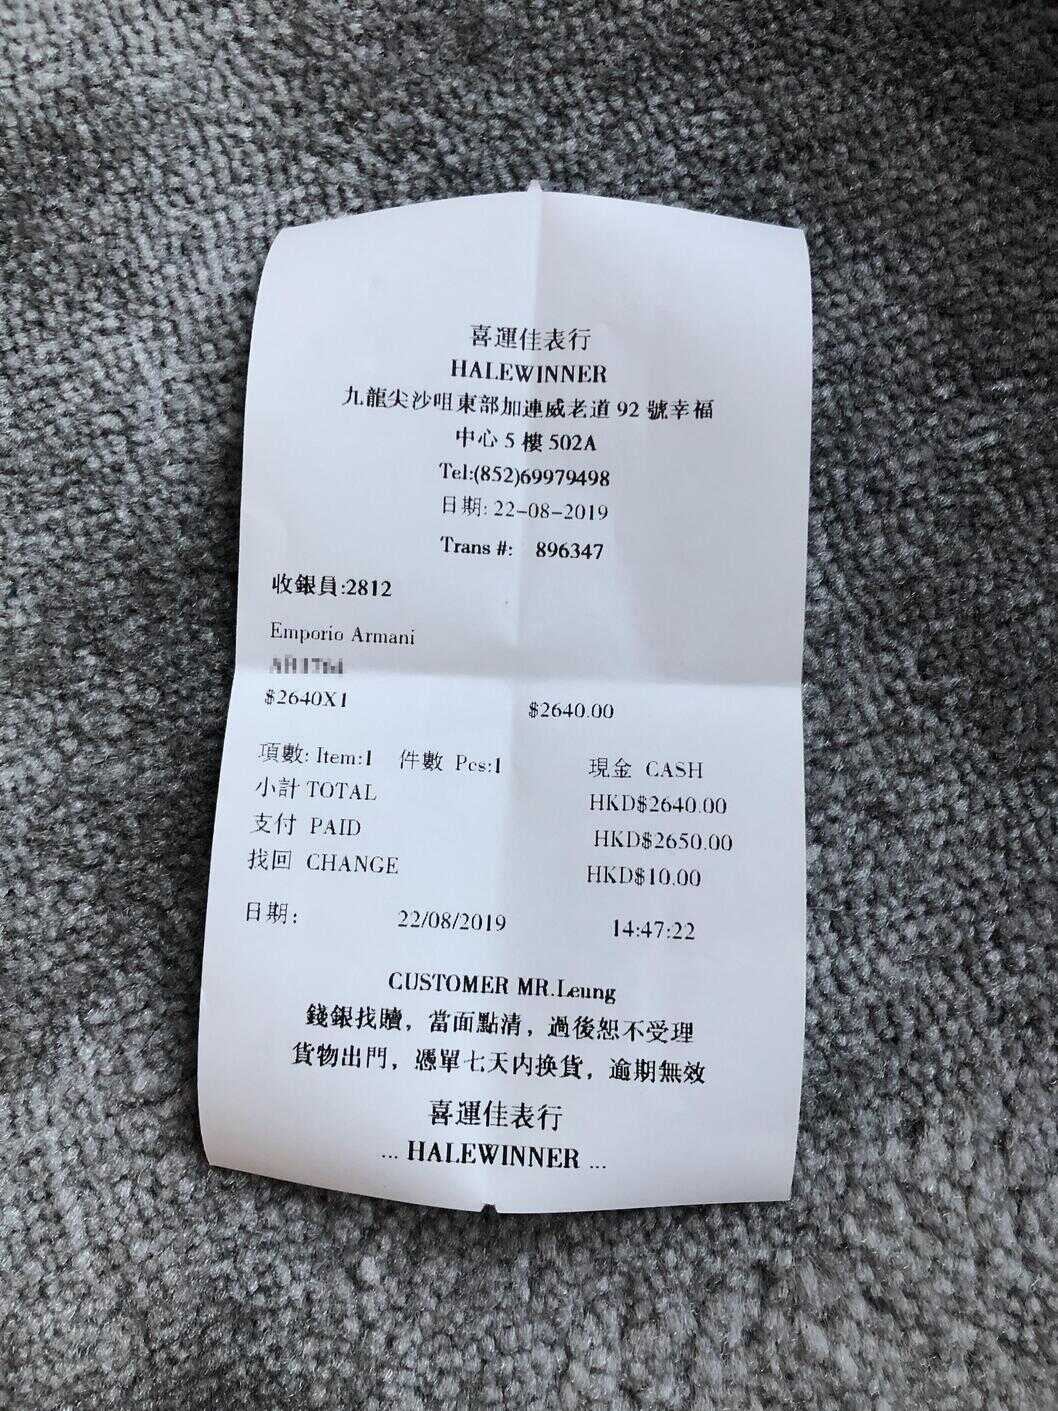 喜運佳表行
HALEWINNER
九龍尖沙咀東部加連威老道 92 號幸福
中心 5 樓 502A
Tel:(852)69979498
日期: 22-08-2019
Trans #: 896347
收銀員:2812
Emporio Armani
$2640X1 $2640.00
項數: Item:1 件數 Pcs:1 現金 CASH
小計 TOTAL HKD$2640.00
支付 PAID HKD$2650.00
找回 CHANGE HKD$10.00
日期: 22/08/2019 14:47:22
CUSTOMER MR.Leung
錢銀找贖，當面點清，過後恕不受理
貨物出門，憑單七天内换貨，逾期無效
喜運佳表行
... HALEWINNER ...